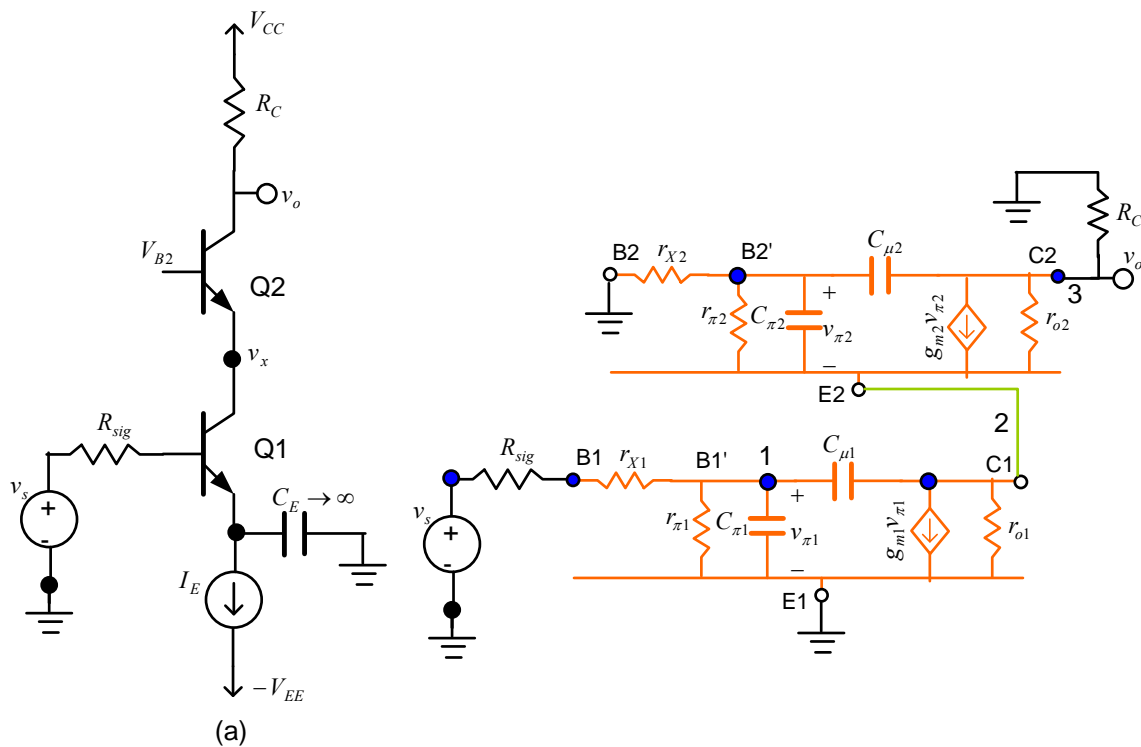 V_CC
R_C
v_o
V_B2
Q2
v_x
R_sig
Q1
v_s
+
-
C_E → ∞
I_E
−V_EE
(a)
R_C
v_o
B2
r_X2
B2'
C_μ2
C2
3
r_π2
C_π2
+
v_π2
−
g_m2 v_π2
r_o2
E2
2
R_sig
B1
r_X1
B1'
1
C_μ1
C1
v_s
+
-
r_π1
C_π1
+
v_π1
−
g_m1 v_π1
r_o1
E1